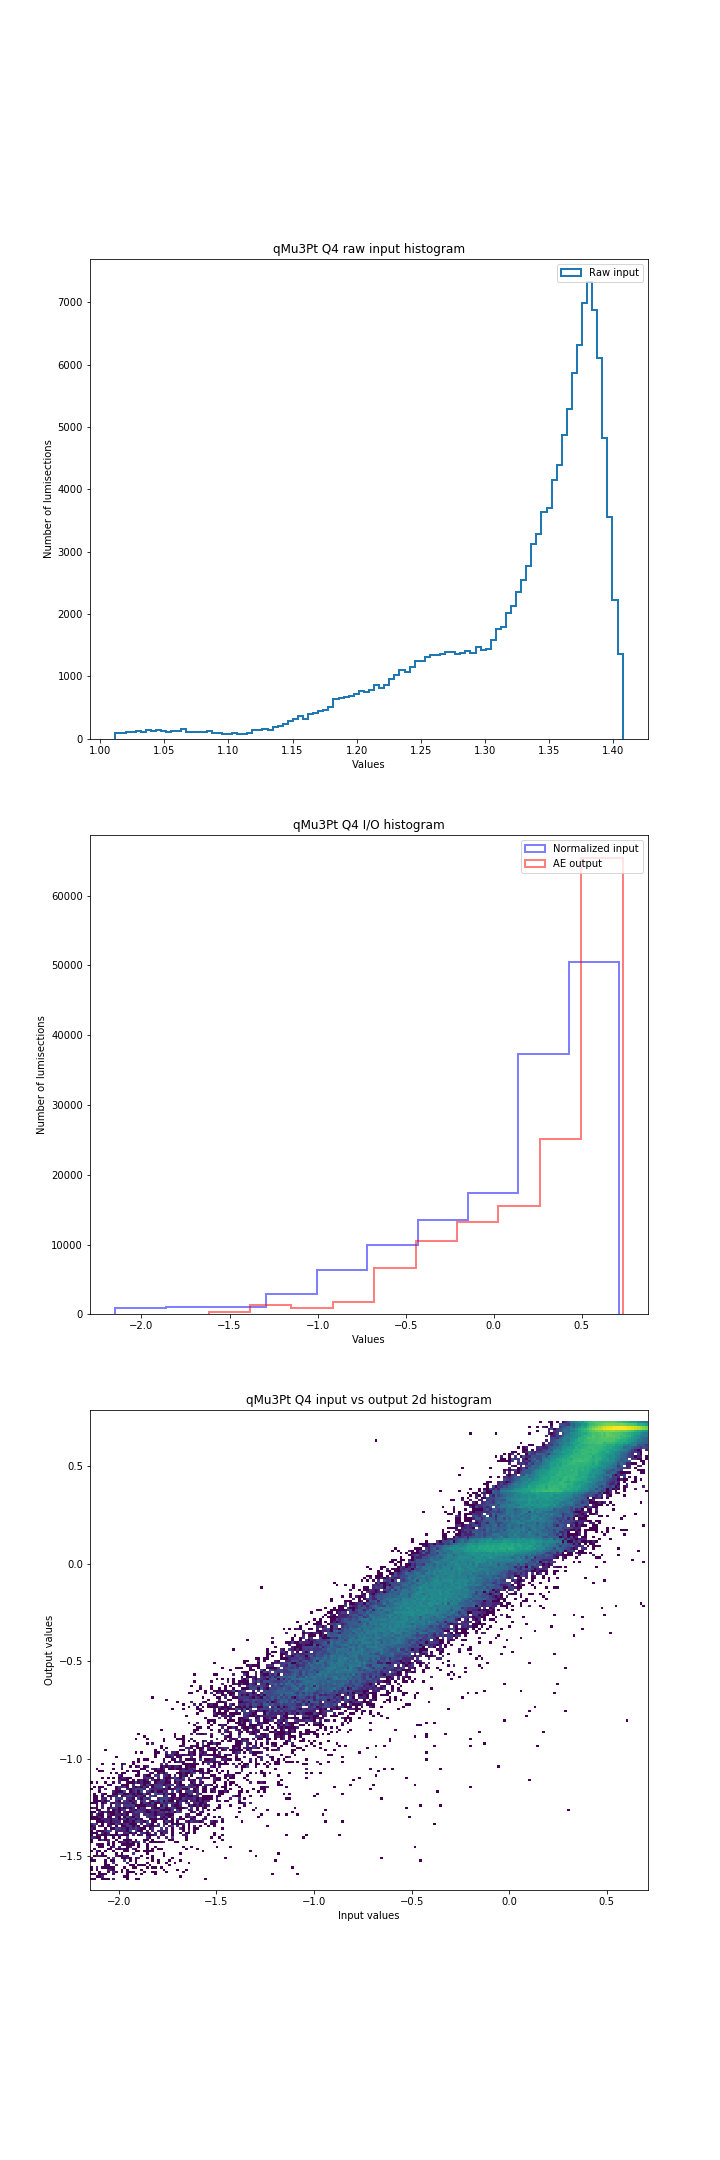 qMu3Pt Q4 raw input histogram
Raw input
7000
6000
5000
4000
3000
2000
1000
0
Number of lumisections
1.00 1.05 1.10 1.15 1.20 1.25 1.30 1.35 1.40
Values
qMu3Pt Q4 I/O histogram
Normalized input
AE output
60000
50000
40000
30000
20000
10000
0
Number of lumisections
−2.0 −1.5 −1.0 −0.5 0.0 0.5
Values
qMu3Pt Q4 input vs output 2d histogram
0.5
0.0
−0.5
−1.0
−1.5
Output values
−2.0 −1.5 −1.0 −0.5 0.0 0.5
Input values